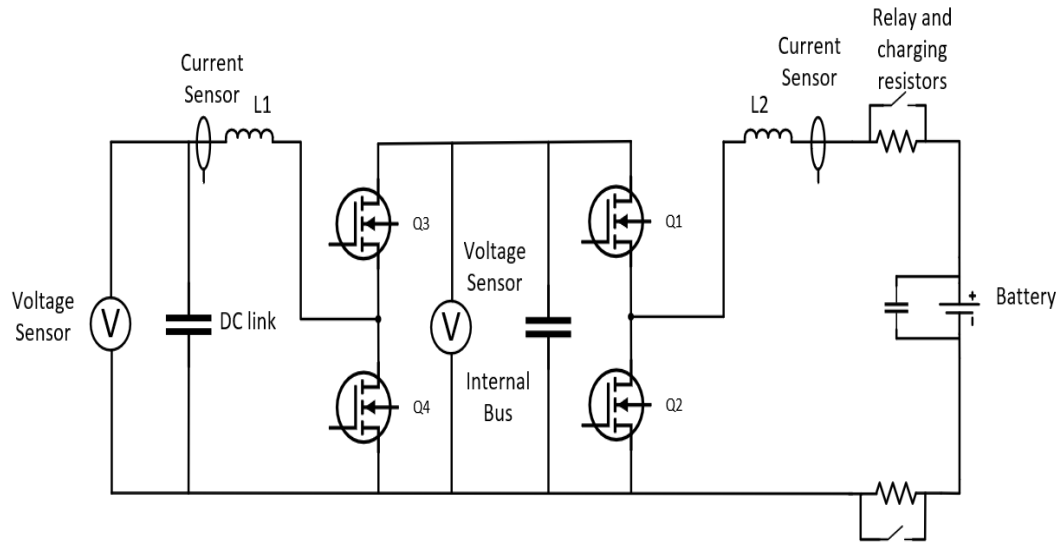 Relay and
charging
resistors
Current
Sensor
Current
Sensor
L1
L2
Q3
Q1
Voltage
Sensor
Voltage
Sensor
V
DC link
V
Battery
+
-
Internal
Bus
Q4
Q2